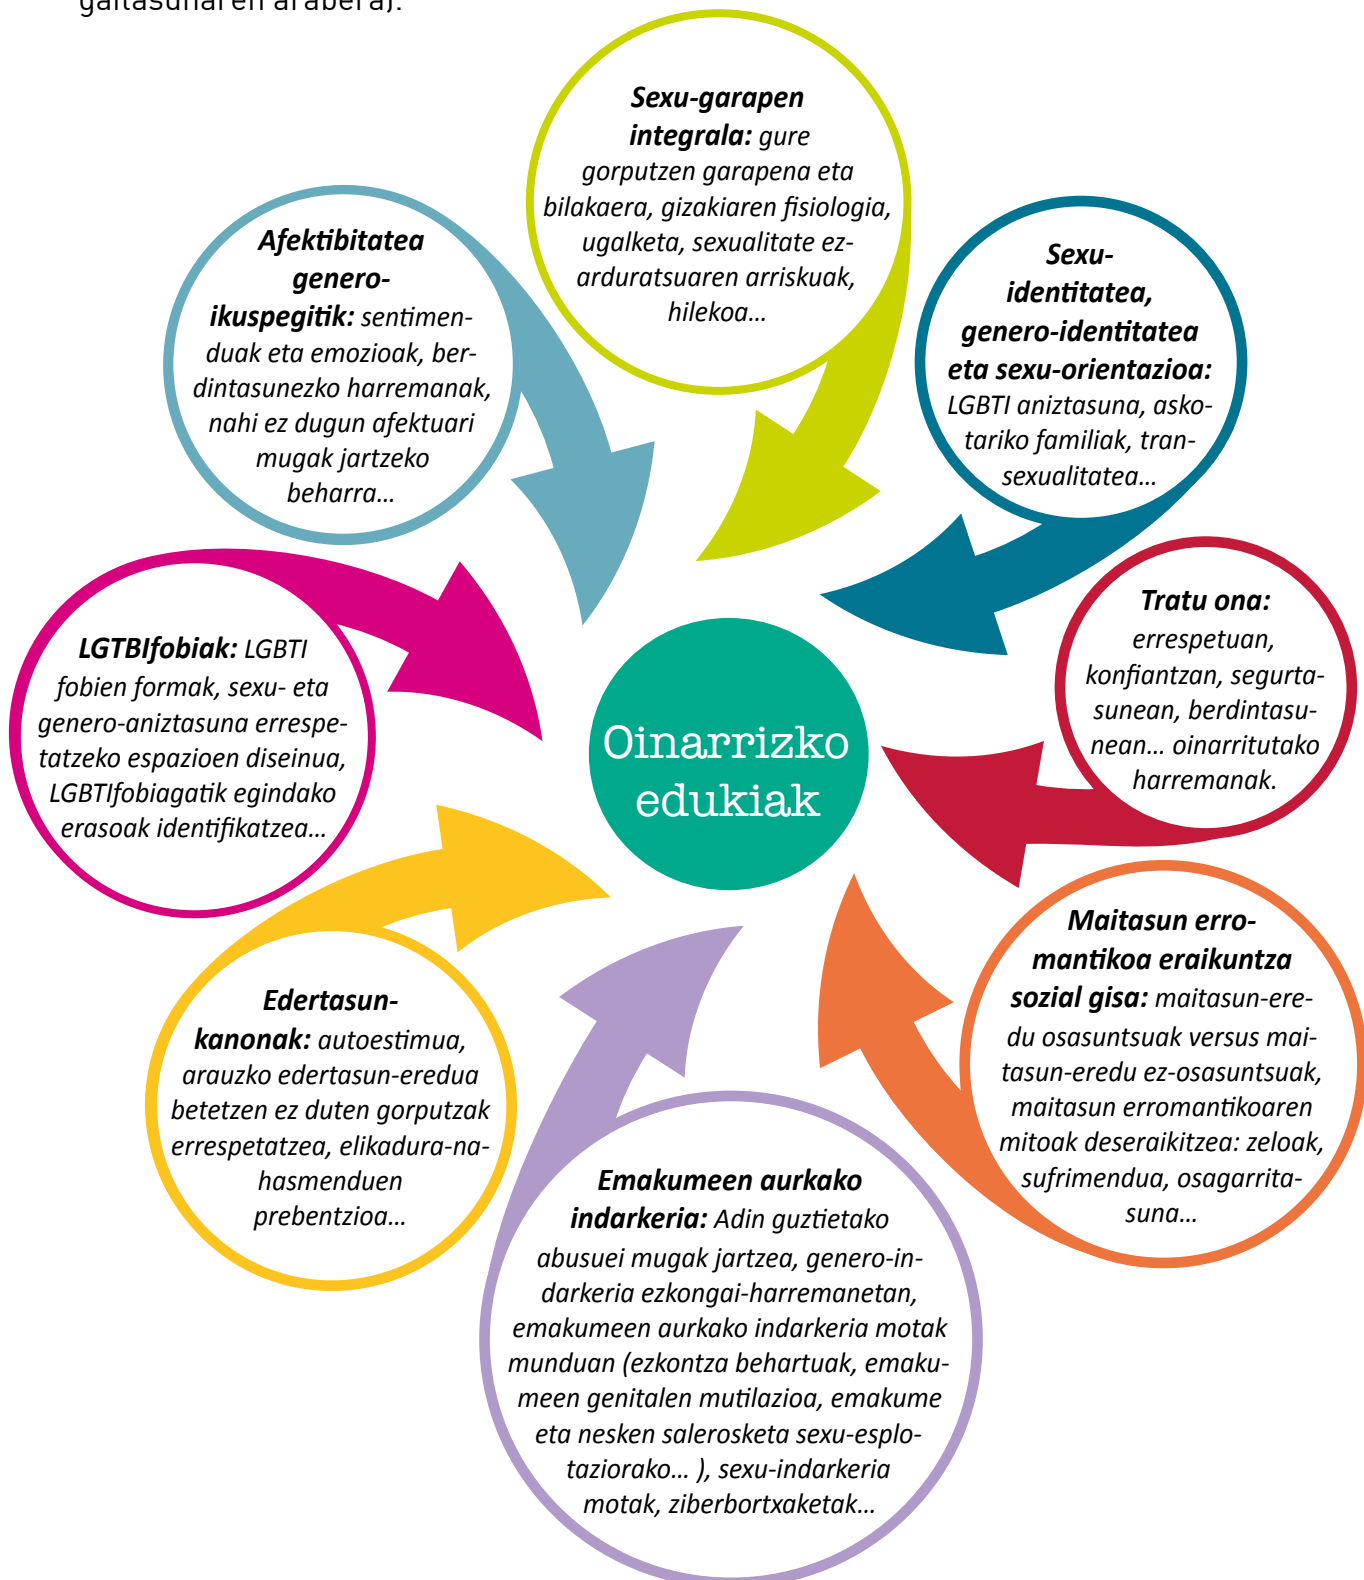 gaitasunaren arabera).
Sexu-garapen
integrala: gure
gorputzen garapena eta
bilakaera, gizakiaren fisiologia,
ugalketa, sexualitate ez-
arduratsuaren arriskuak,
hilekoa...
Afektibitatea
genero-
ikuspegitik: sentimen-
duak eta emozioak, ber-
dintasunezko harremanak,
nahi ez dugun afektuari
mugak jartzeko
beharra...
Sexu-
identitatea,
genero-identitatea
eta sexu-orientazioa:
LGBTI aniztasuna, asko-
tariko familiak, tran-
sexualitatea...
Tratu ona:
errespetuan,
konfiantzan, segurta-
sunean, berdintasu-
nean... oinarritutako
harremanak.
LGTBIfobiak: LGBTI
fobien formak, sexu- eta
genero-aniztasuna errespe-
tatzeko espazioen diseinua,
LGBTIfobiagatik egindako
erasoak identifikatzea...
Oinarrizko
edukiak
Maitasun erro-
mantikoa eraikuntza
sozial gisa: maitasun-ere-
du osasuntsuak versus mai-
tasun-eredu ez-osasuntsuak,
maitasun erromantikoaren
mitoak deseraikitzea: zeloak,
sufrimendua, osagarrita-
suna...
Edertasun-
kanonak: autoestimua,
arauzko edertasun-eredua
betetzen ez duten gorputzak
errespetatzea, elikadura-na-
hasmenduen
prebentzioa...
Emakumeen aurkako
indarkeria: Adin guztietako
abusuei mugak jartzea, genero-in-
darkeria ezkongai-harremanetan,
emakumeen aurkako indarkeria motak
munduan (ezkontza behartuak, emaku-
meen genitalen mutilazioa, emakume
eta nesken salerosketa sexu-esplo-
taziorako... ), sexu-indarkeria
motak, ziberbortxaketak...